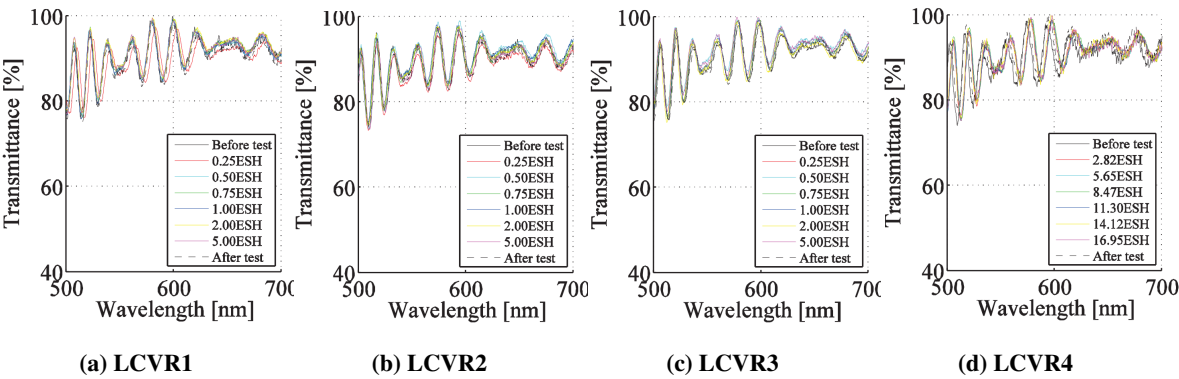 Transmittance [%]
100
80
60
40
500
600
700
Wavelength [nm]
Before test
0.25ESH
0.50ESH
0.75ESH
1.00ESH
2.00ESH
5.00ESH
After test
(a) LCVR1
Transmittance [%]
100
80
60
40
500
600
700
Wavelength [nm]
Before test
0.25ESH
0.50ESH
0.75ESH
1.00ESH
2.00ESH
5.00ESH
After test
(b) LCVR2
Transmittance [%]
100
80
60
40
500
600
700
Wavelength [nm]
Before test
0.25ESH
0.50ESH
0.75ESH
1.00ESH
2.00ESH
5.00ESH
After test
(c) LCVR3
Transmittance [%]
100
80
60
40
500
600
700
Wavelength [nm]
Before test
2.82ESH
5.65ESH
8.47ESH
11.30ESH
14.12ESH
16.95ESH
After test
(d) LCVR4